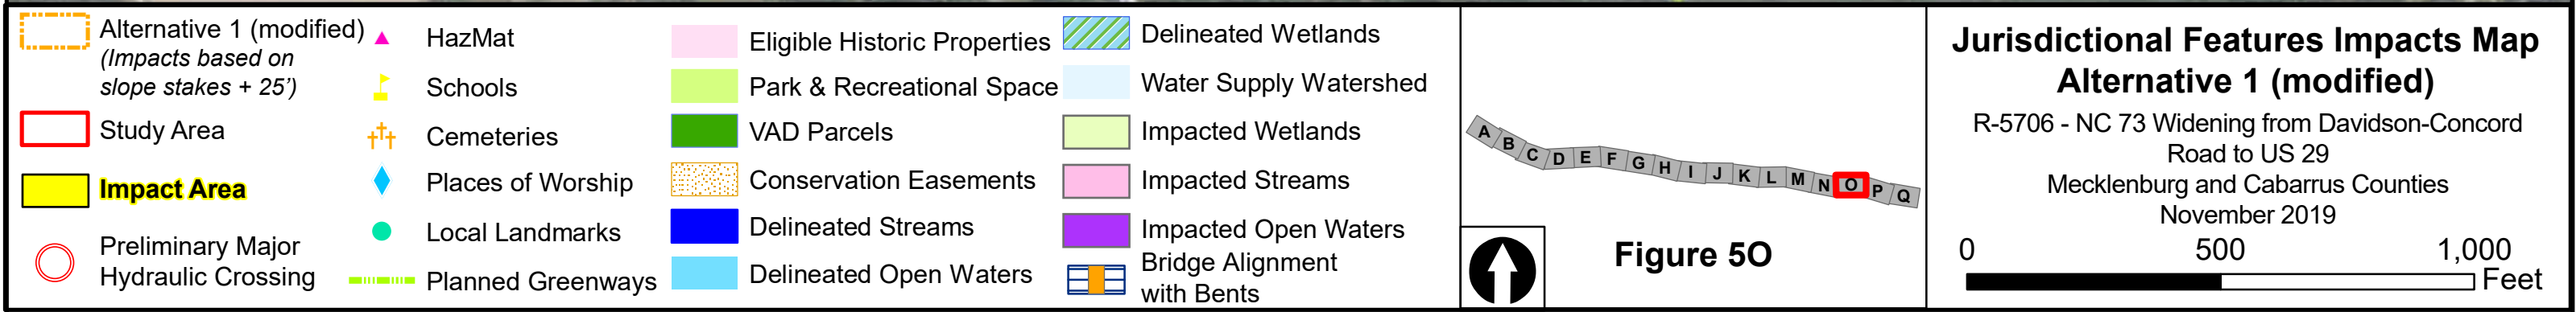 Alternative 1 (modified)
(Impacts based on
slope stakes + 25')
Study Area
Impact Area
Preliminary Major
Hydraulic Crossing
HazMat
Schools
Cemeteries
Places of Worship
Local Landmarks
Planned Greenways
Eligible Historic Properties
Park & Recreational Space
VAD Parcels
Conservation Easements
Delineated Streams
Delineated Open Waters
Delineated Wetlands
Water Supply Watershed
Impacted Wetlands
Impacted Streams
Impacted Open Waters
Bridge Alignment
with Bents
A B C D E F G H I J K L M N O P Q
Figure 5O
Jurisdictional Features Impacts Map
Alternative 1 (modified)
R-5706 - NC 73 Widening from Davidson-Concord
Road to US 29
Mecklenburg and Cabarrus Counties
November 2019
0 500 1,000
Feet